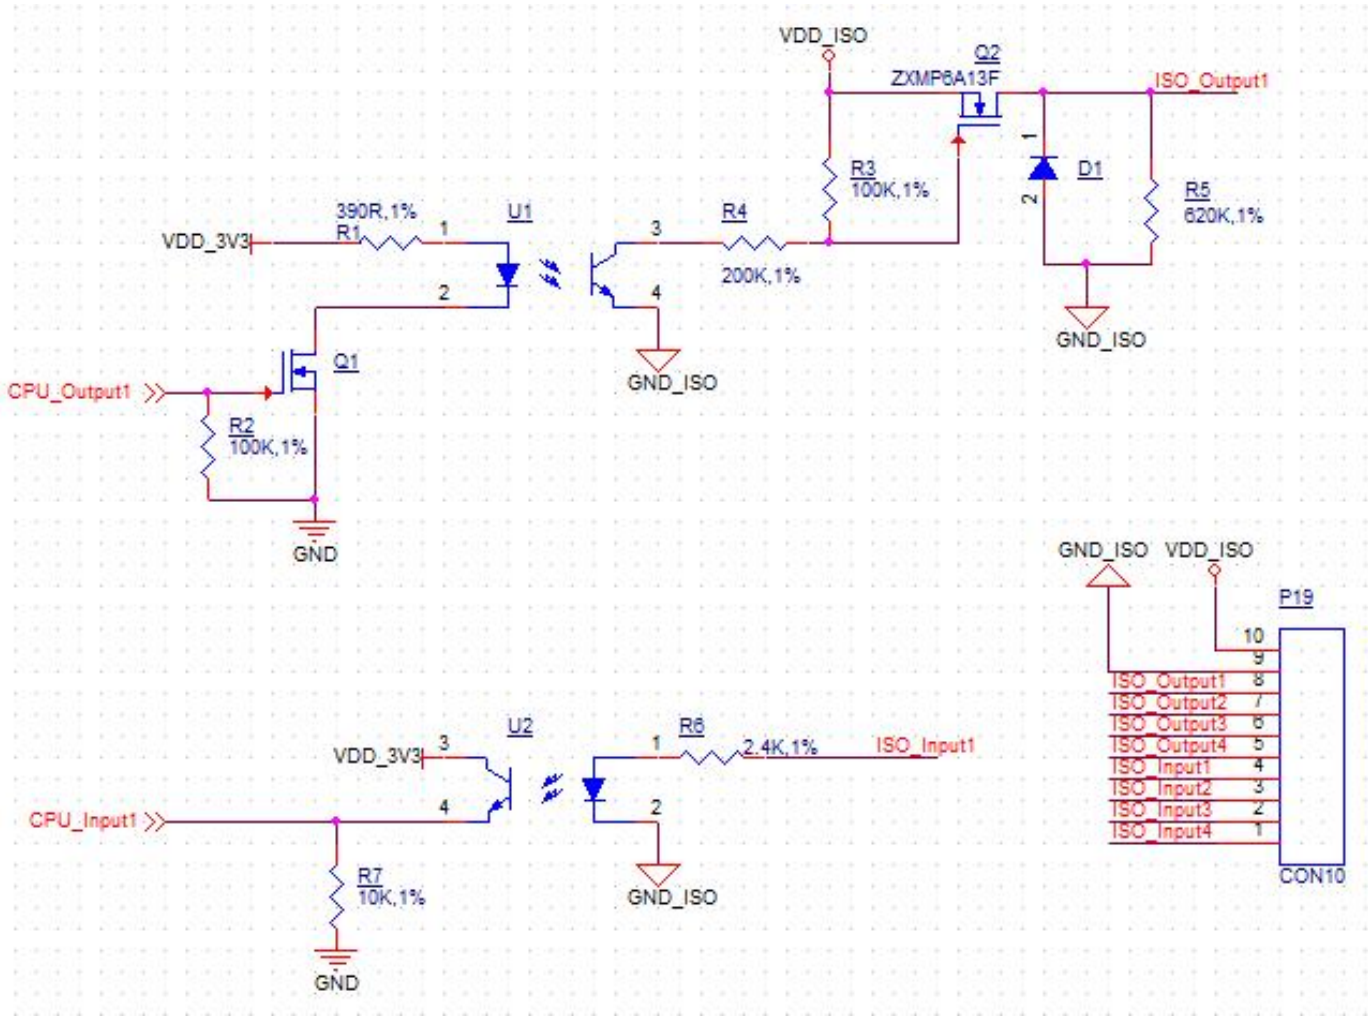 VDD_ISO
Q2
ZXMP6A13F
ISO_Output1
1
R3
100K,1%
D1
2
R5
620K,1%
390R,1%
R1
1
U1
3
R4
VDD_3V3
200K,1%
2
4
GND_ISO
Q1
GND_ISO
CPU_Output1
R2
100K,1%
GND
GND_ISO
VDD_ISO
P19
10
9
ISO_Output1
8
ISO_Output2
7
ISO_Output3
6
ISO_Output4
5
ISO_Input1
4
ISO_Input2
3
ISO_Input3
2
ISO_Input4
1
CON10
U2
R6
3
1
VDD_3V3
2.4K,1%
ISO_Input1
4
2
CPU_Input1
R7
10K,1%
GND_ISO
GND